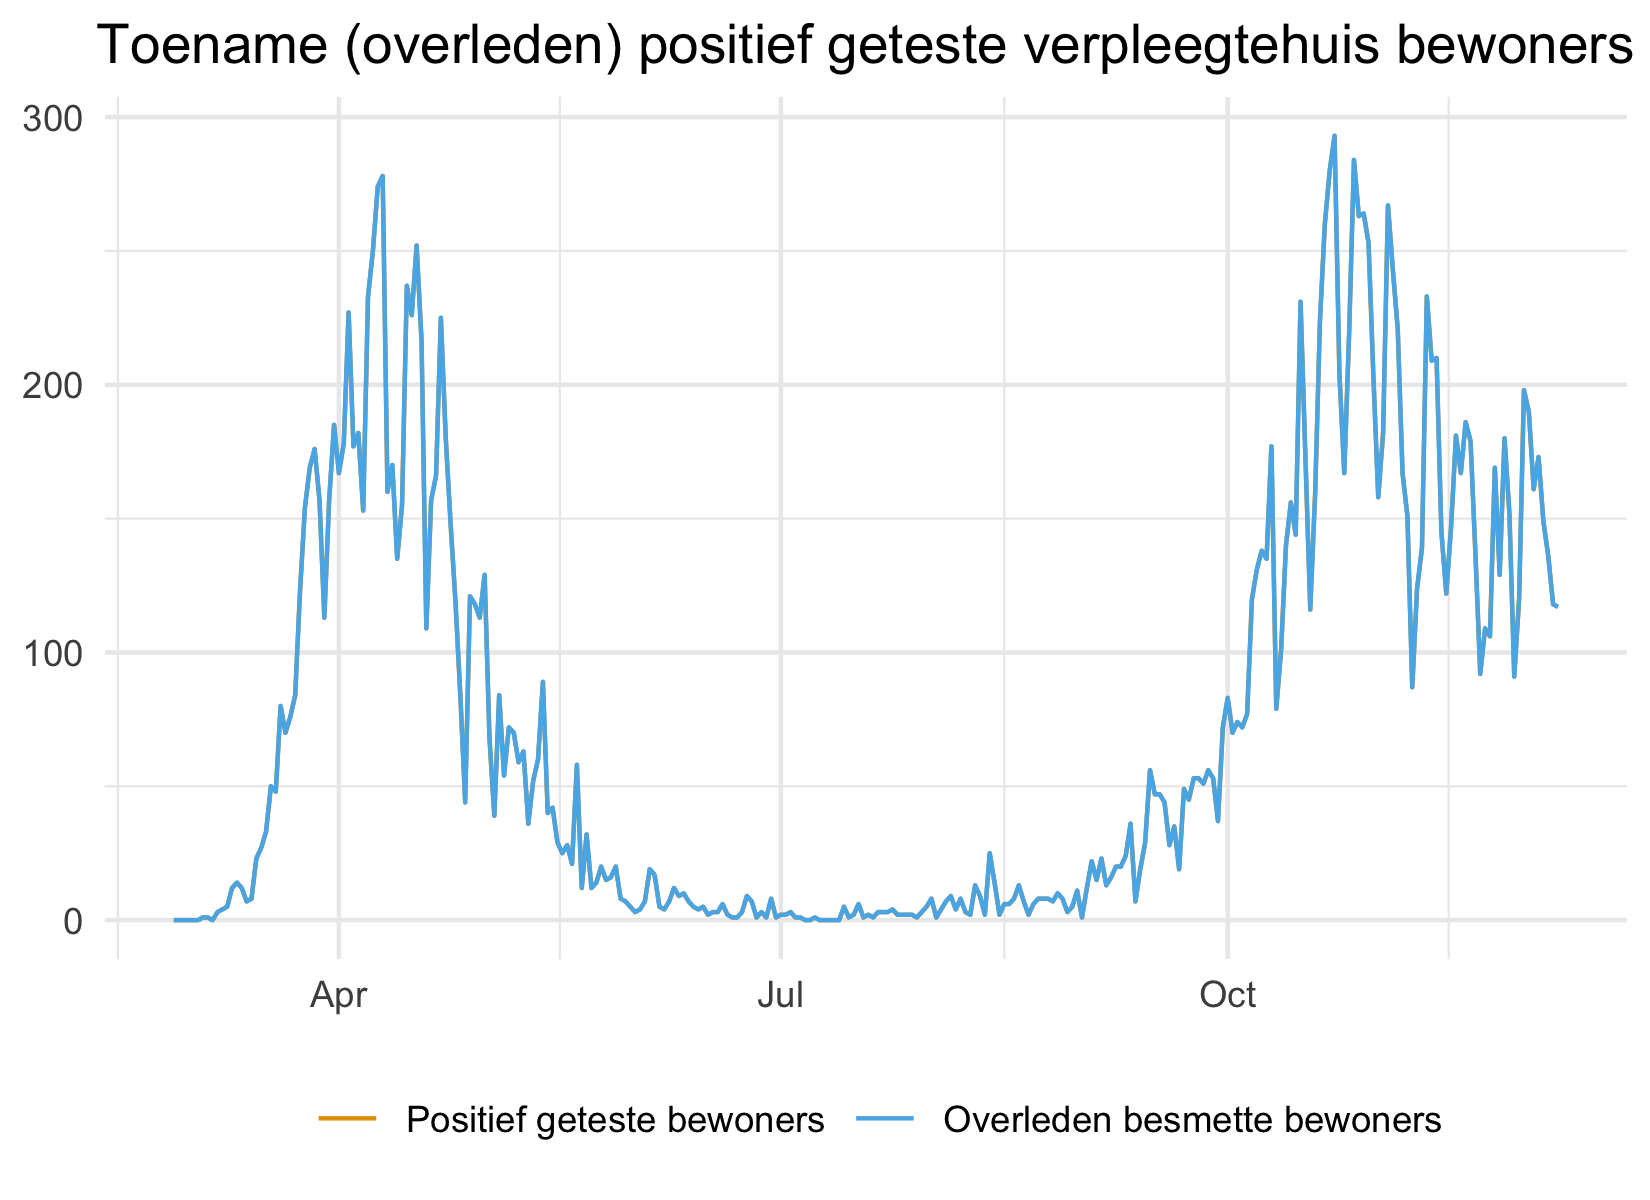 Toename (overleden) positief geteste verpleegtehuis bewoners
300
200
100
0
Apr Jul Oct
Positief geteste bewoners Overleden besmette bewoners